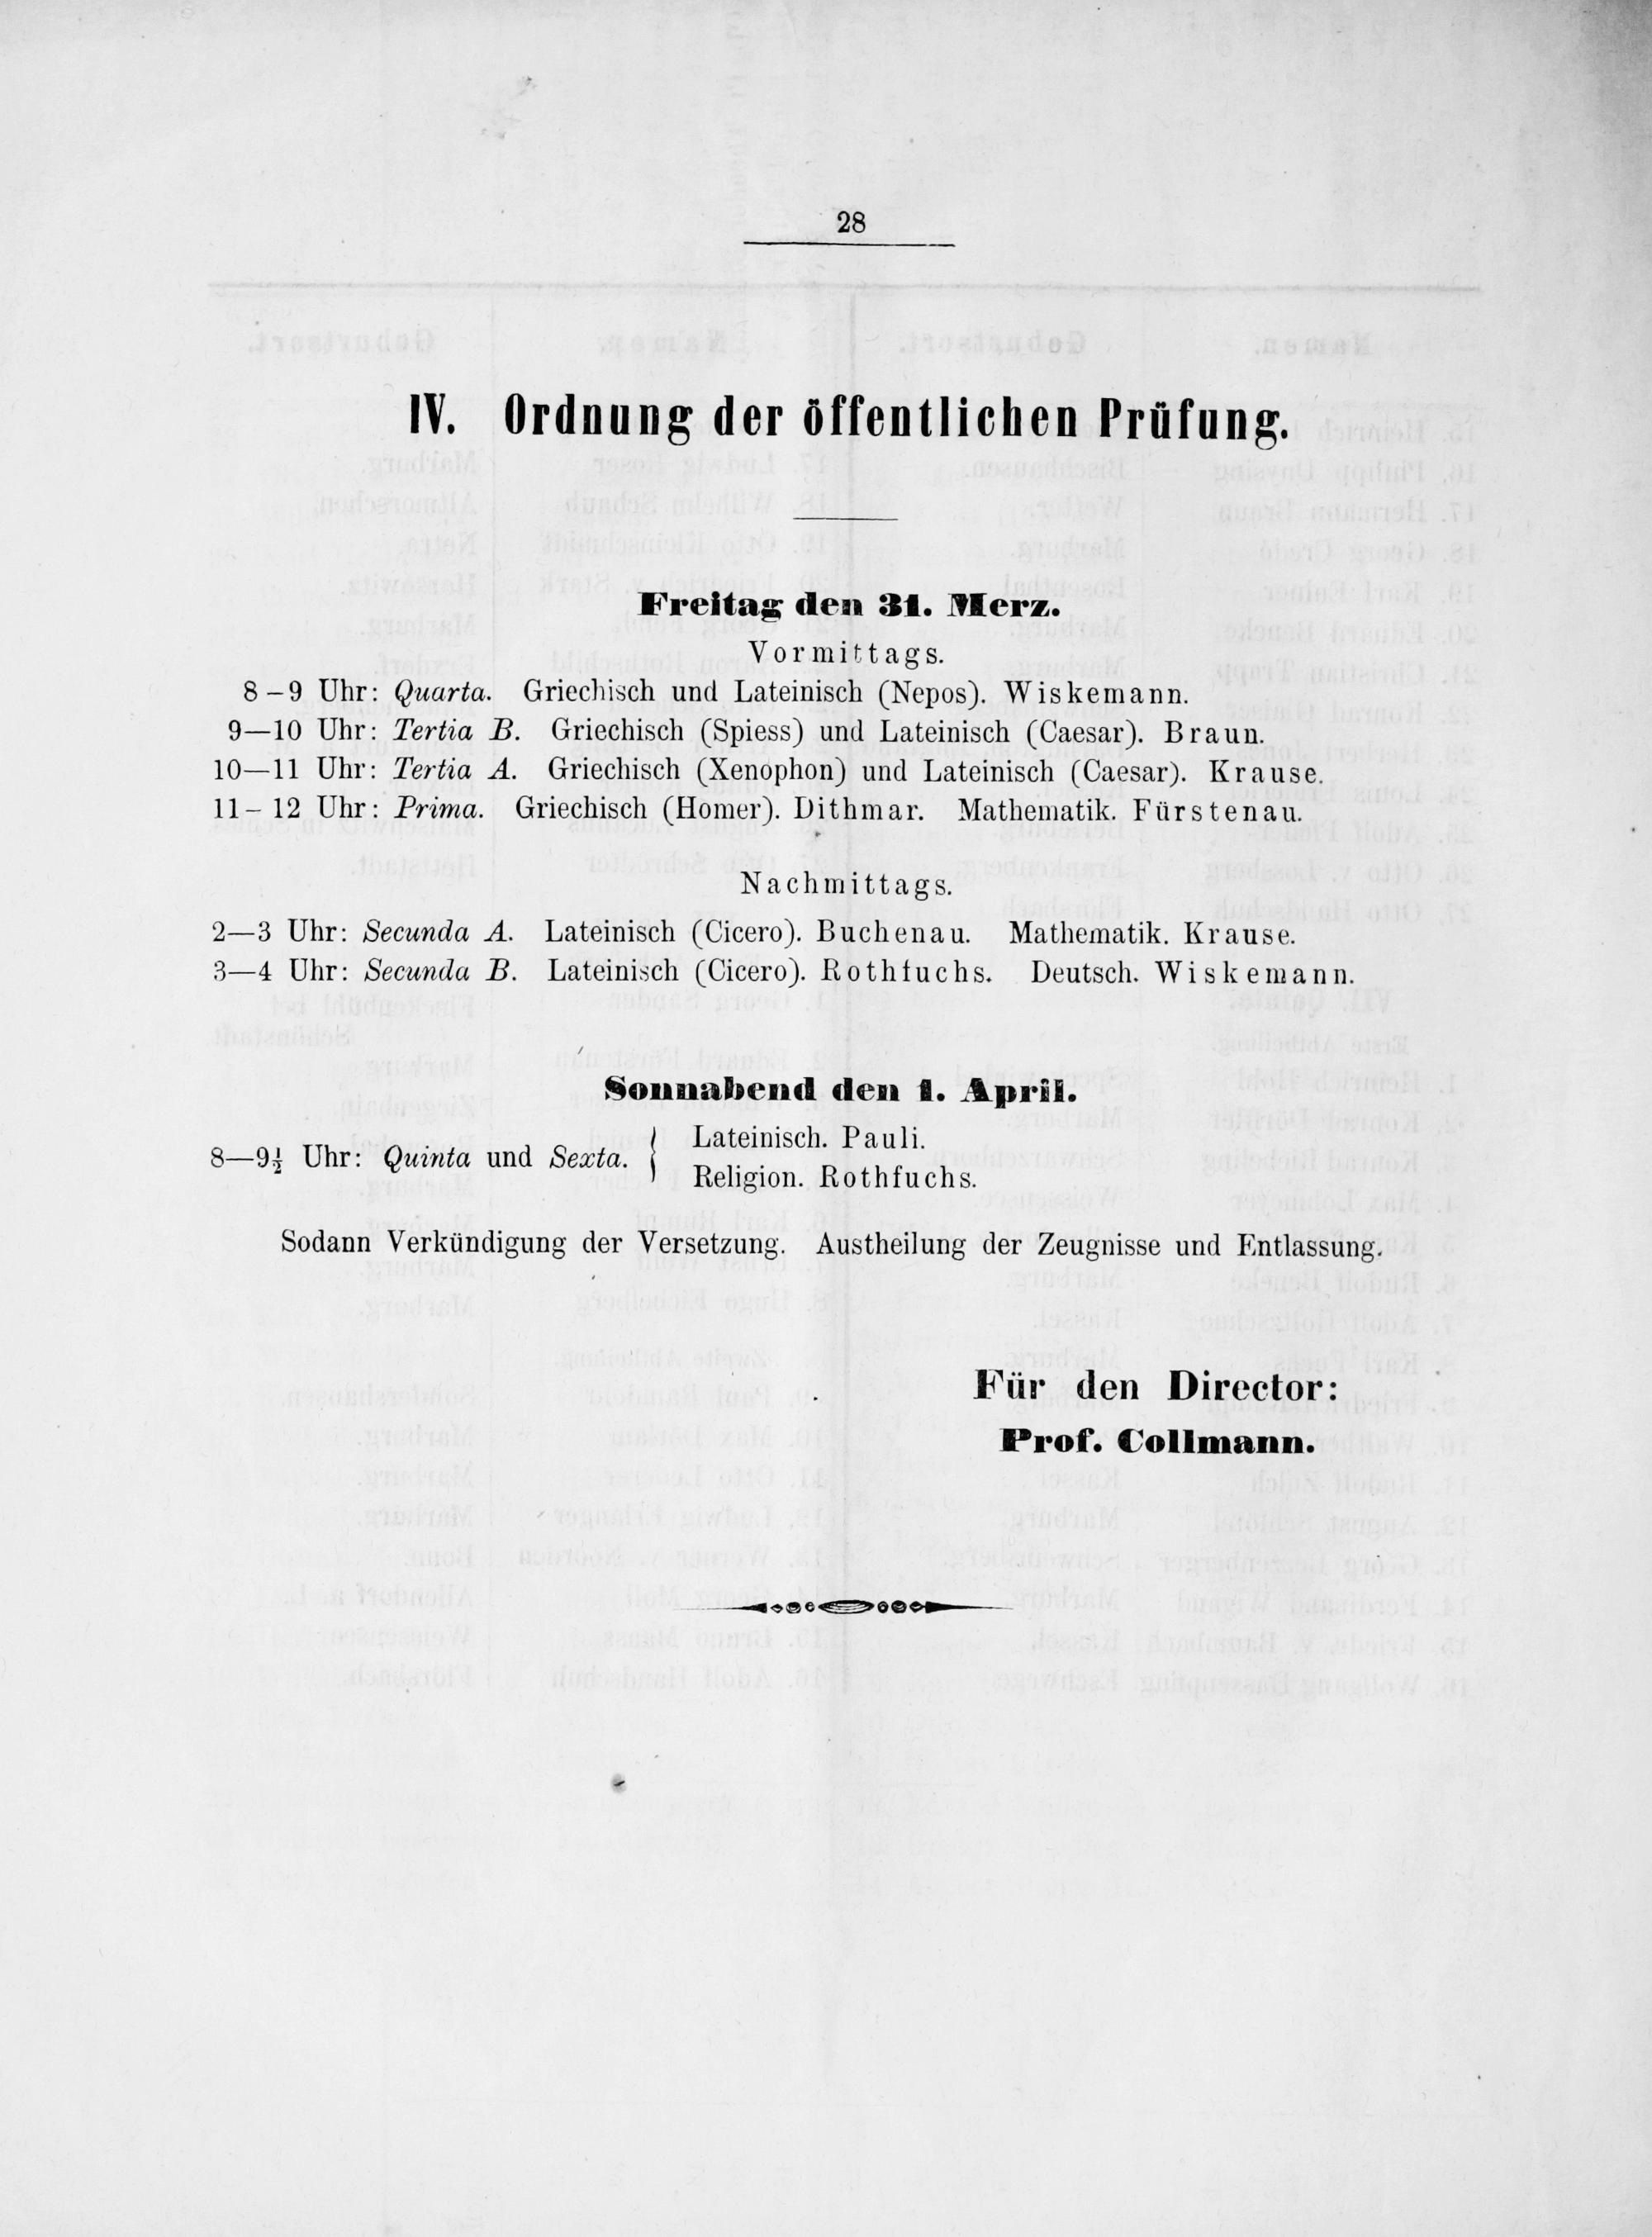 28
IV. Ordnung der öffentlichen Prüfung.
Freitag den 31. Merz.
Vormittags.
8–9 Uhr: Quarta. Griechisch und Lateinisch (Nepos). Wiskemann.
9—10 Uhr: Tertia B. Griechisch (Spiess) und Lateinisch (Caesar). Braun.
10—11 Uhr: Tertia A. Griechisch (Xenophon) und Lateinisch (Caesar). Krause.
11–12 Uhr: Prima. Griechisch (Homer). Dithmar. Mathematik. Fürstenau.
Nachmittags.
2—3 Uhr: Secunda A. Lateinisch (Cicero). Buchenau. Mathematik. Krause.
3—4 Uhr: Secunda B. Lateinisch (Cicero). Rothfuchs. Deutsch. Wiskemann.
Sonnabend den 1. April.
8—9½ Uhr: Quinta und Sexta. { Lateinisch. Pauli.
Religion. Rothfuchs.
Sodann Verkündigung der Versetzung. Austheilung der Zeugnisse und Entlassung.
Für den Director:
Prof. Collmann.